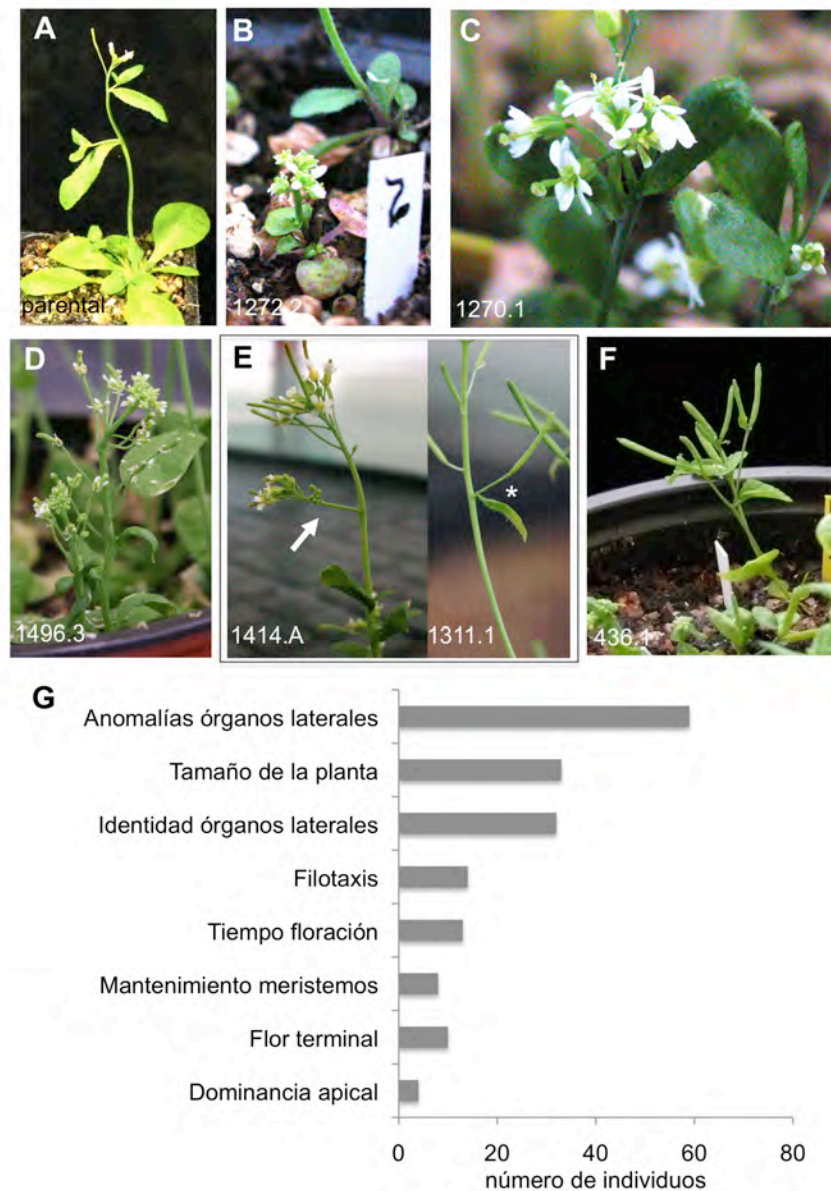 A
parental
B
2
1272.2
C
1270.1
D
1496.3
E
1414.A
*
1311.1
F
436.1
G
Anomalías órganos laterales
Tamaño de la planta
Identidad órganos laterales
Filotaxis
Tiempo floración
Mantenimiento meristemos
Flor terminal
Dominancia apical
0 20 40 60 80
número de individuos